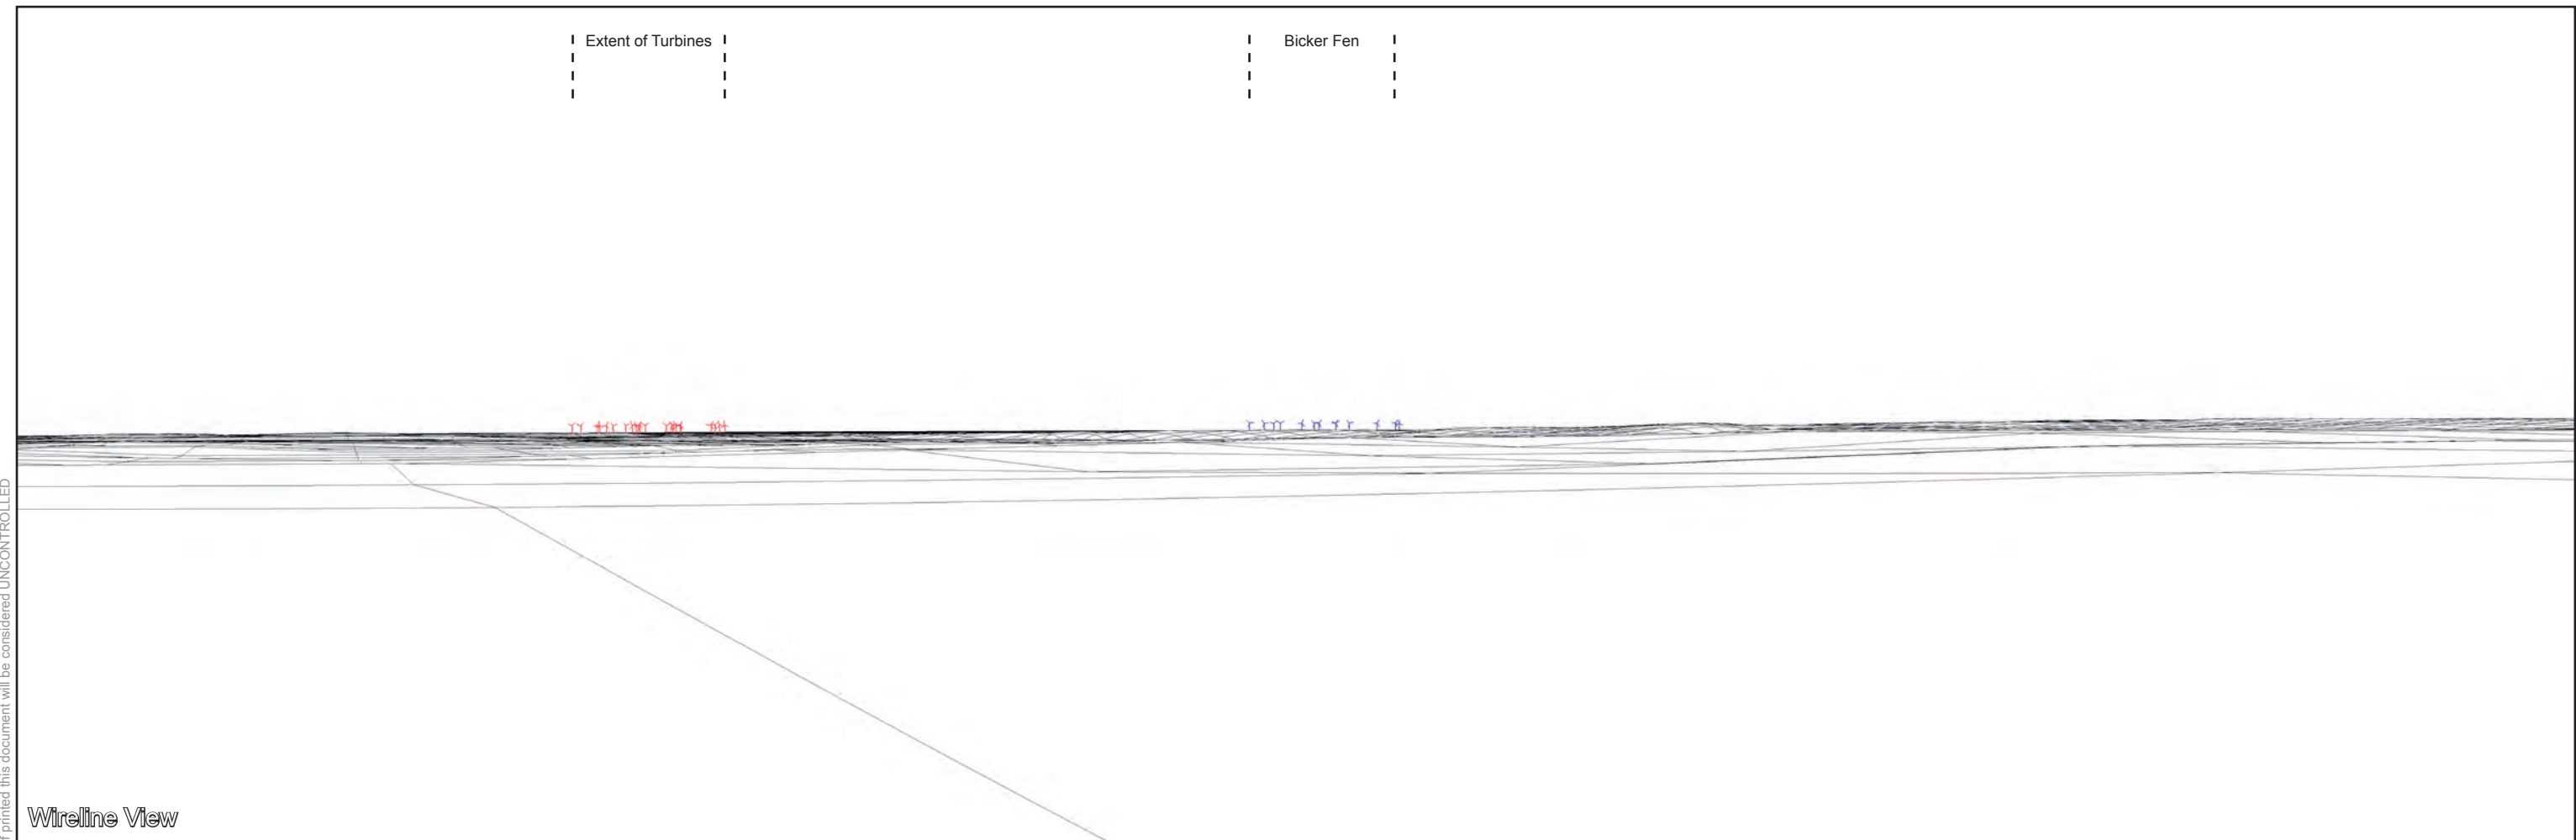 Extent of Turbines
Bicker Fen
printed this document will be considered UNCONTROLLED
Wireline View